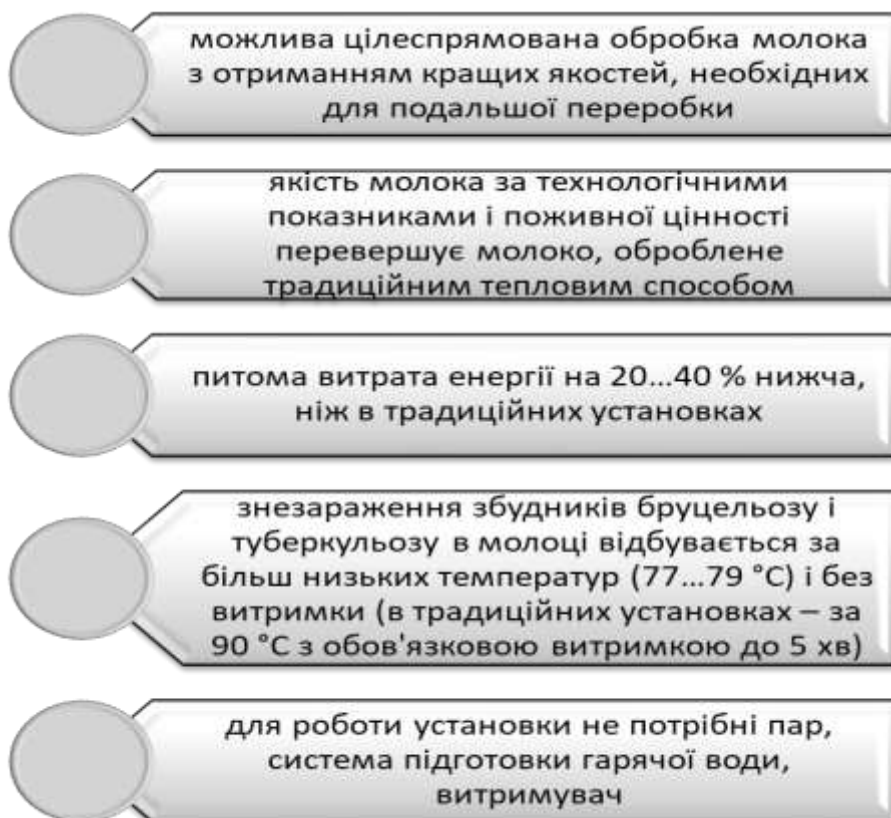 можлива цілеспрямована обробка молока
з отриманням кращих якостей, необхідних
для подальшої переробки
якість молока за технологічними
показниками і поживної цінності
перевершує молоко, оброблене
традиційним тепловим способом
питома витрата енергії на 20...40 % нижча,
ніж в традиційних установках
знезараження збудників бруцельозу і
туберкульозу в молоці відбувається за
більш низьких температур (77...79 °С) і без
витримки (в традиційних установках – за
90 °С з обов'язковою витримкою до 5 хв)
для роботи установки не потрібні пар,
система підготовки гарячої води,
витримувач